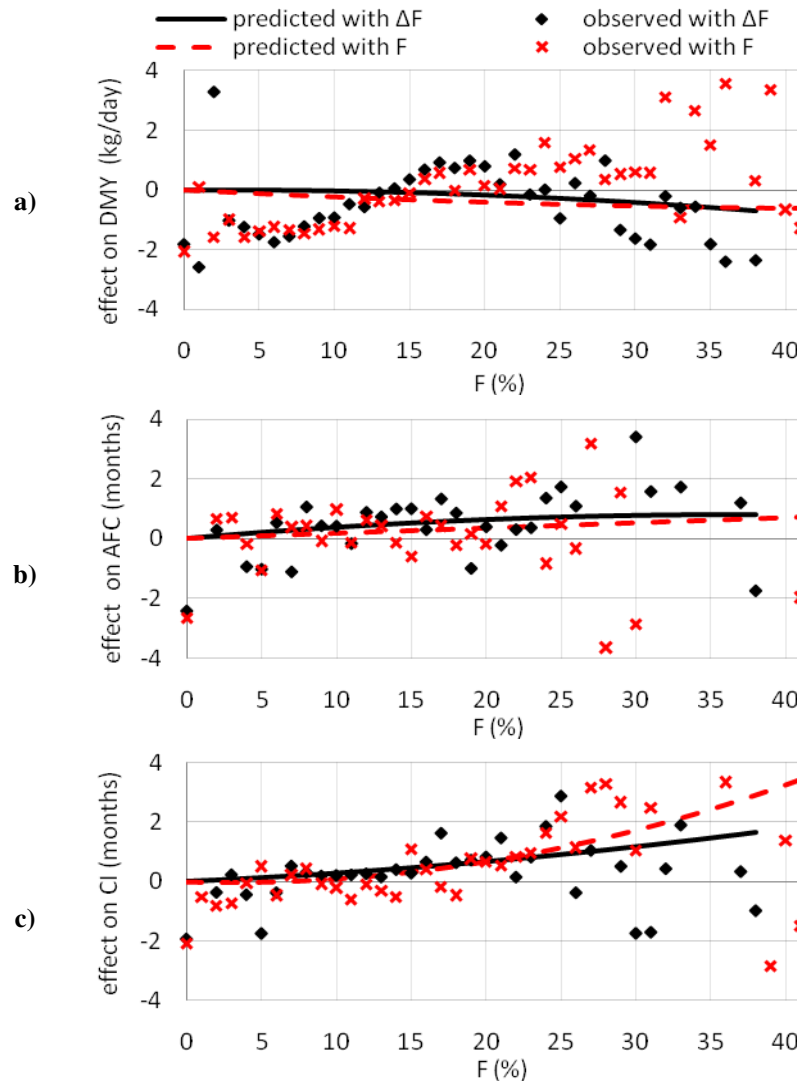 predicted with ΔF observed with ΔF
predicted with F observed with F
a)
effect on DMY (kg/day)
4
2
0
-2
-4
0 5 10 15 20 25 30 35 40
F (%)
b)
effect on AFC (months)
4
2
0
-2
-4
0 5 10 15 20 25 30 35 40
F (%)
c)
effect on CI (months)
4
2
0
-2
-4
0 5 10 15 20 25 30 35 40
F (%)